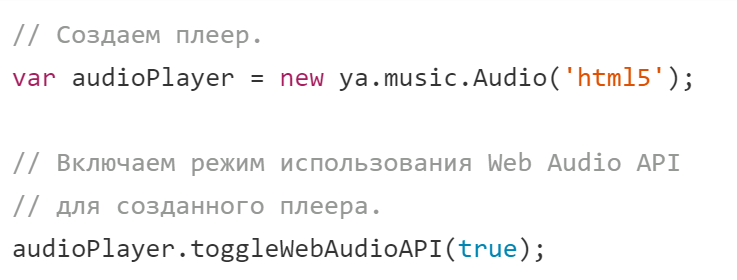 // Создаем плеер.
var audioPlayer = new ya.music.Audio('html5');
// Включаем режим использования Web Audio API
// для созданного плеера.
audioPlayer.toggleWebAudioAPI(true);